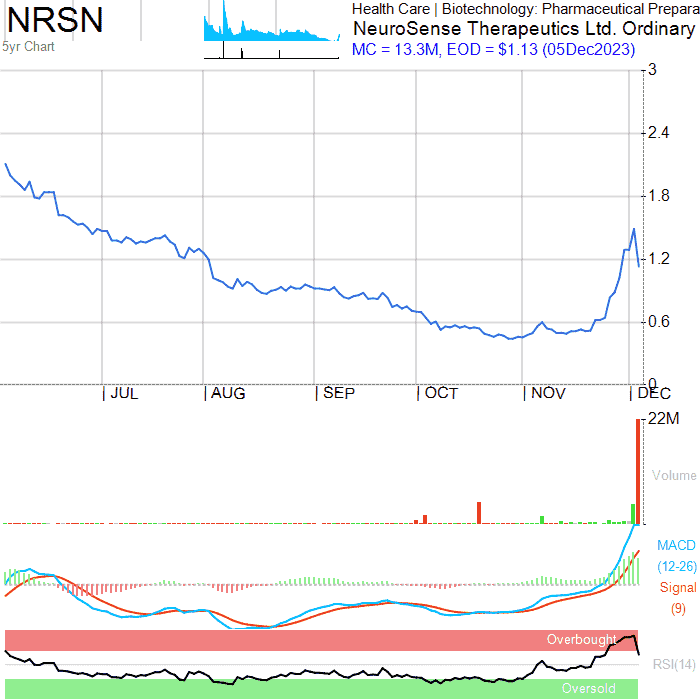 NRSN
5yr Chart
Health Care | Biotechnology: Pharmaceutical Prepara
NeuroSense Therapeutics Ltd. Ordinary
MC = 13.3M, EOD = $1.13 (05Dec2023)
3
2.4
1.8
1.2
0.6
0
| JUL | AUG | SEP | OCT | NOV | DEC
22M
Volume
MACD
(12-26)
Signal
(9)
Overbought
RSI(14)
Oversold